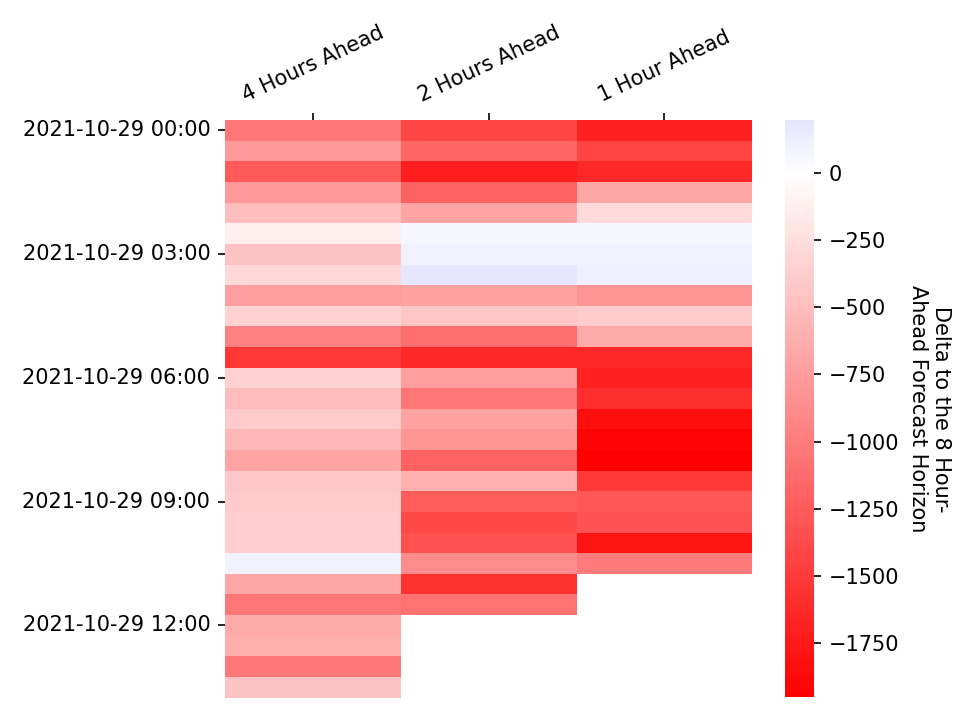 4 Hours Ahead
2 Hours Ahead
1 Hour Ahead
2021-10-29 00:00
2021-10-29 03:00
2021-10-29 06:00
2021-10-29 09:00
2021-10-29 12:00
0
−250
−500
−750
−1000
−1250
−1500
−1750
Delta to the 8 Hour-
Ahead Forecast Horizon